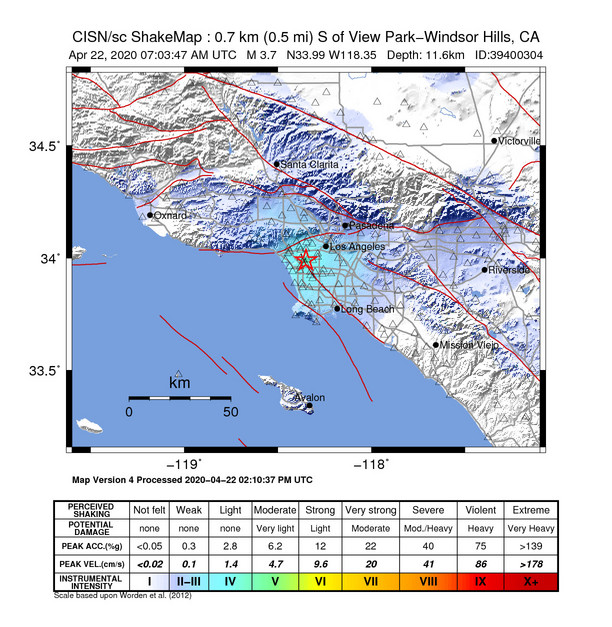 CISN/sc ShakeMap : 0.7 km (0.5 mi) S of View Park−Windsor Hills, CA
Apr 22, 2020 07:03:47 AM UTC M 3.7 N33.99 W118.35 Depth: 11.6km ID:39400304
34.5°
Victorville
Santa Clarita
Oxnard
Pasadena
Los Angeles
34°
Riverside
Long Beach
Mission Viejo
33.5°
km
0 50
Avalon
−119° −118°
Map Version 4 Processed 2020−04−22 02:10:37 PM UTC
PERCEIVED SHAKING Not felt Weak Light Moderate Strong Very strong Severe Violent Extreme
POTENTIAL DAMAGE none none none Very light Light Moderate Mod./Heavy Heavy Very Heavy
PEAK ACC.(%g) <0.05 0.3 2.8 6.2 12 22 40 75 >139
PEAK VEL.(cm/s) <0.02 0.1 1.4 4.7 9.6 20 41 86 >178
INSTRUMENTAL INTENSITY I II−III IV V VI VII VIII IX X+
Scale based upon Worden et al. (2012)